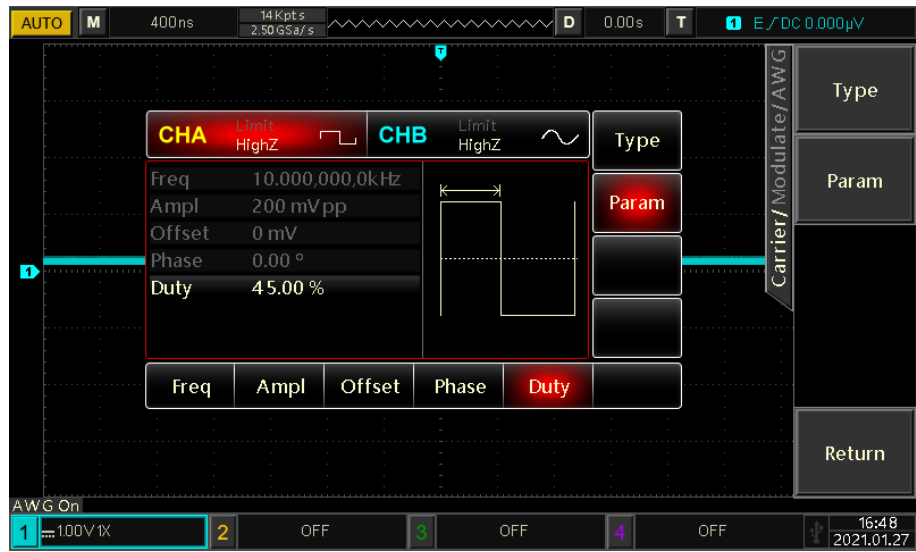 AUTO M 400ns 14Kpts D 0.00s T 1 E DC 0.000µV
2.50GSa/s
T
Carrier/Modulate/AWG
Type
Param
Return
CHA Limit CHB Limit Type
HighZ HighZ
Freq 10.000,000,0kHz
Ampl 200 mVpp Param
Offset 0 mV
Phase 0.00 °
Duty 45.00 %
1
Freq Ampl Offset Phase Duty
AWG On
1 1.00V 1X 2 OFF 3 OFF 4 OFF 16:48
2021.01.27